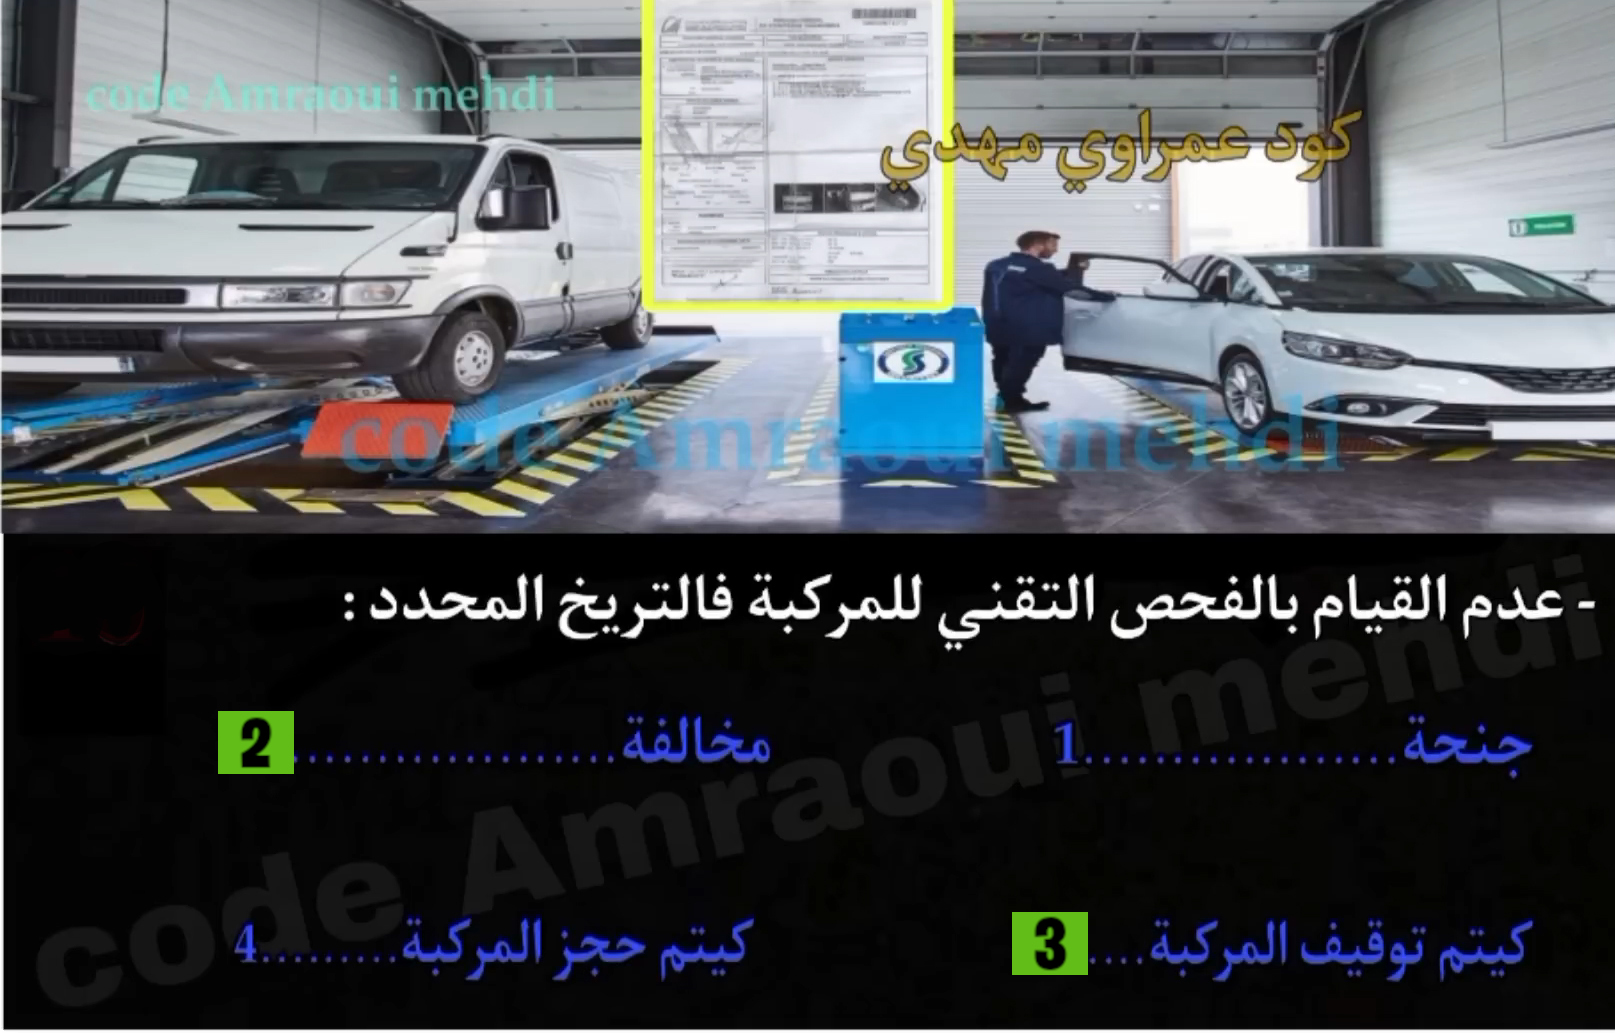 code Amraoui mehdi
كود عمراوي مهدي
code Amraoui mehdi
- عدم القيام بالفحص التقني للمركبة فالتريخ المحدد :
جنحة..................1
مخالفة...................2
كيتم توقيف المركبة....3
كيتم حجز المركبة.........4
code Amraoui mehdi